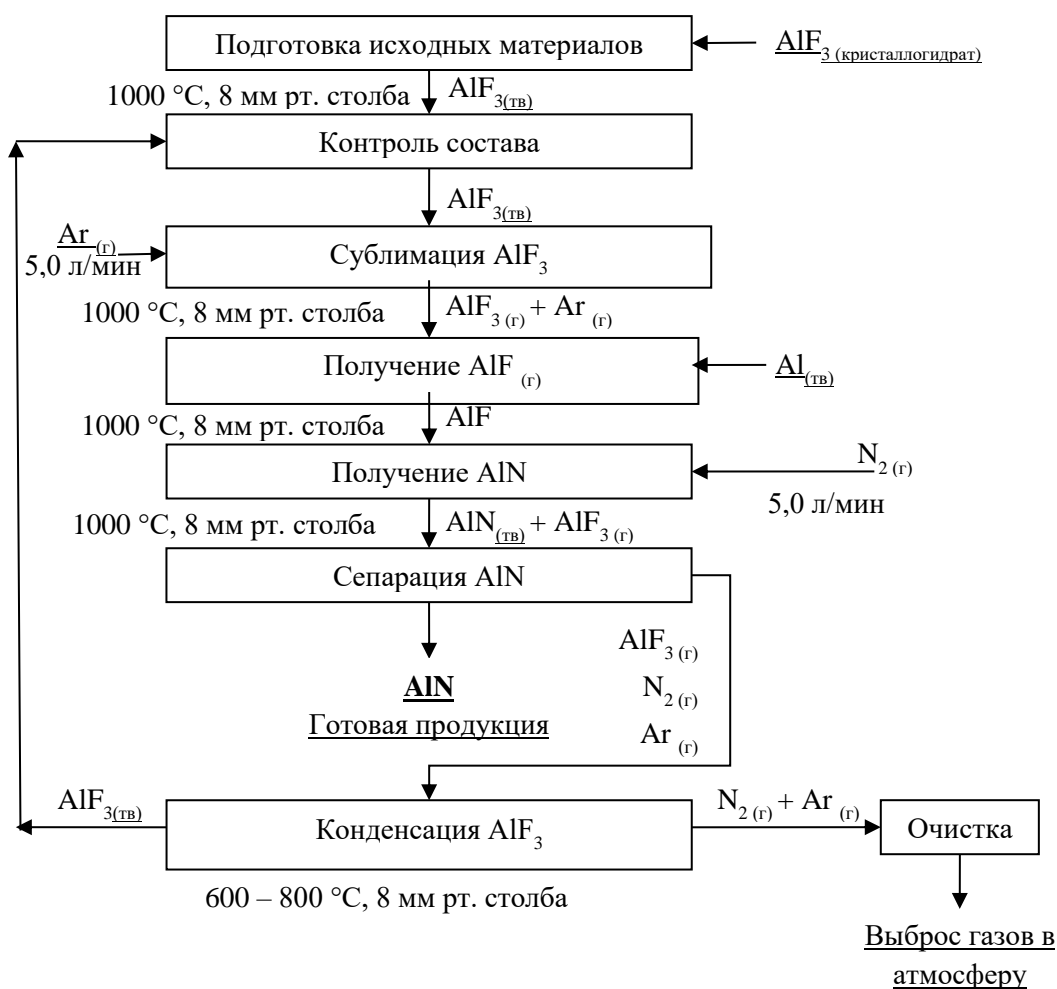 Подготовка исходных материалов
AlF3 (кристаллогидрат)
1000 °C, 8 мм рт. столба
AlF3(тв)
Контроль состава
AlF3(тв)
Ar (г)
5,0 л/мин
Сублимация AlF3
1000 °C, 8 мм рт. столба
AlF3 (г) + Ar (г)
Получение AlF (г)
Al(тв)
1000 °C, 8 мм рт. столба
AlF
Получение AlN
N2 (г)
5,0 л/мин
1000 °C, 8 мм рт. столба
AlN(тв) + AlF3 (г)
Сепарация AlN
AlF3 (г)
N2 (г)
Ar (г)
AlN
Готовая продукция
AlF3(тв)
Конденсация AlF3
N2 (г) + Ar (г)
Очистка
600 – 800 °C, 8 мм рт. столба
Выброс газов в
атмосферу